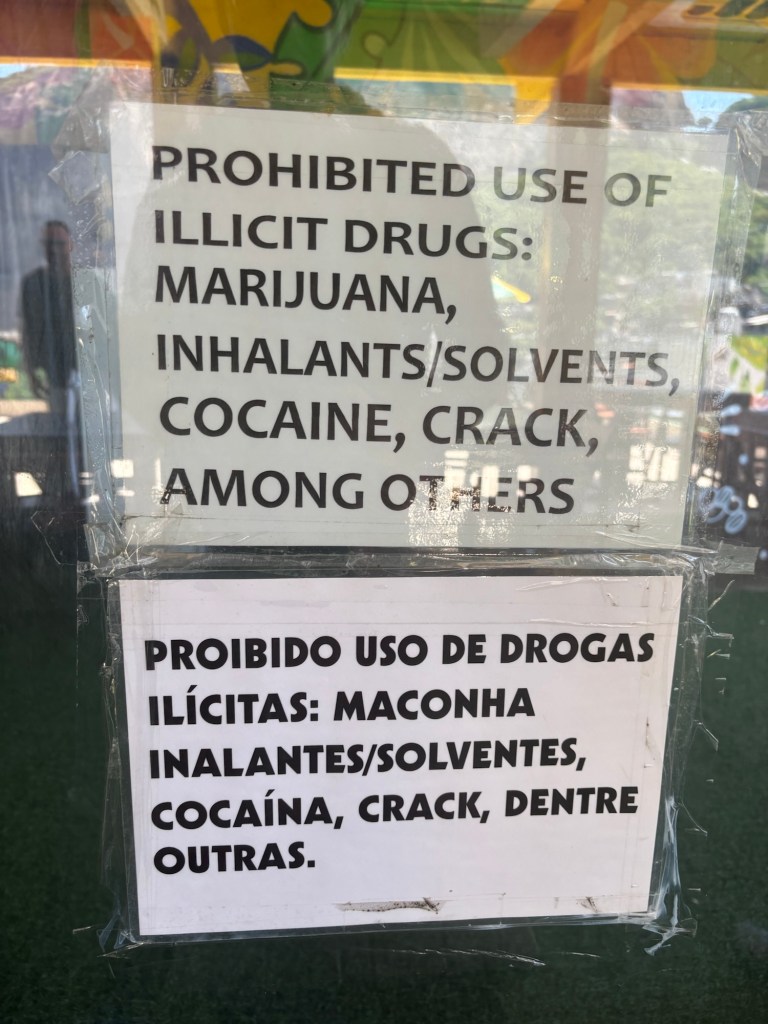 PROHIBITED USE OF
ILLICIT DRUGS:
MARIJUANA,
INHALANTS/SOLVENTS,
COCAINE, CRACK,
AMONG OTHERS
PROIBIDO USO DE DROGAS
ILÍCITAS: MACONHA
INALANTES/SOLVENTES,
COCAÍNA, CRACK, DENTRE
OUTRAS.